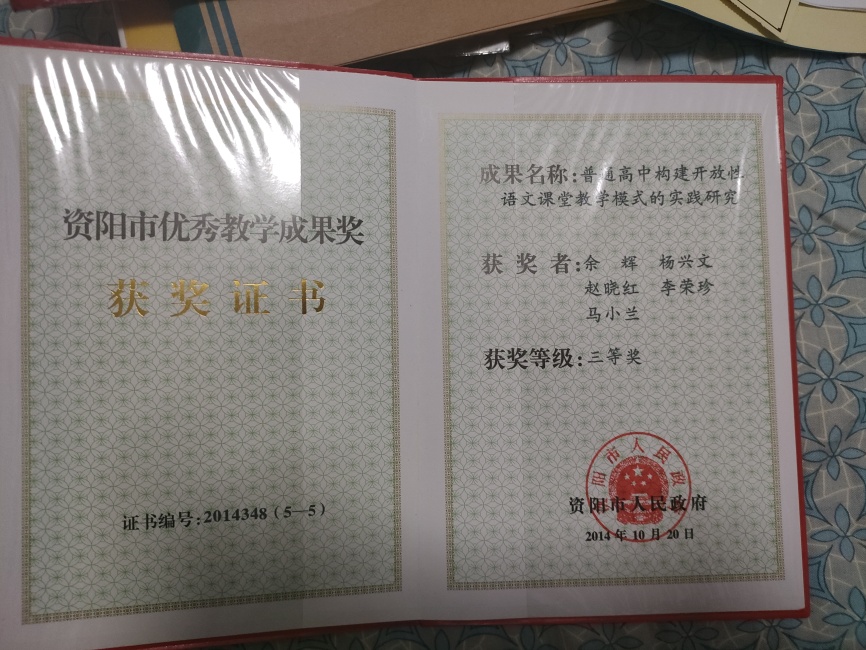 资阳市优秀教学成果奖
获奖证书
证书编号:2014348(5—5)
成果名称:普通高中构建开放性
语文课堂教学模式的实践研究
获奖者:余辉 杨兴文
赵晓红 李荣珍
马小兰
获奖等级:三等奖
资阳市人民政府
2014年10月20日
阳市人民政